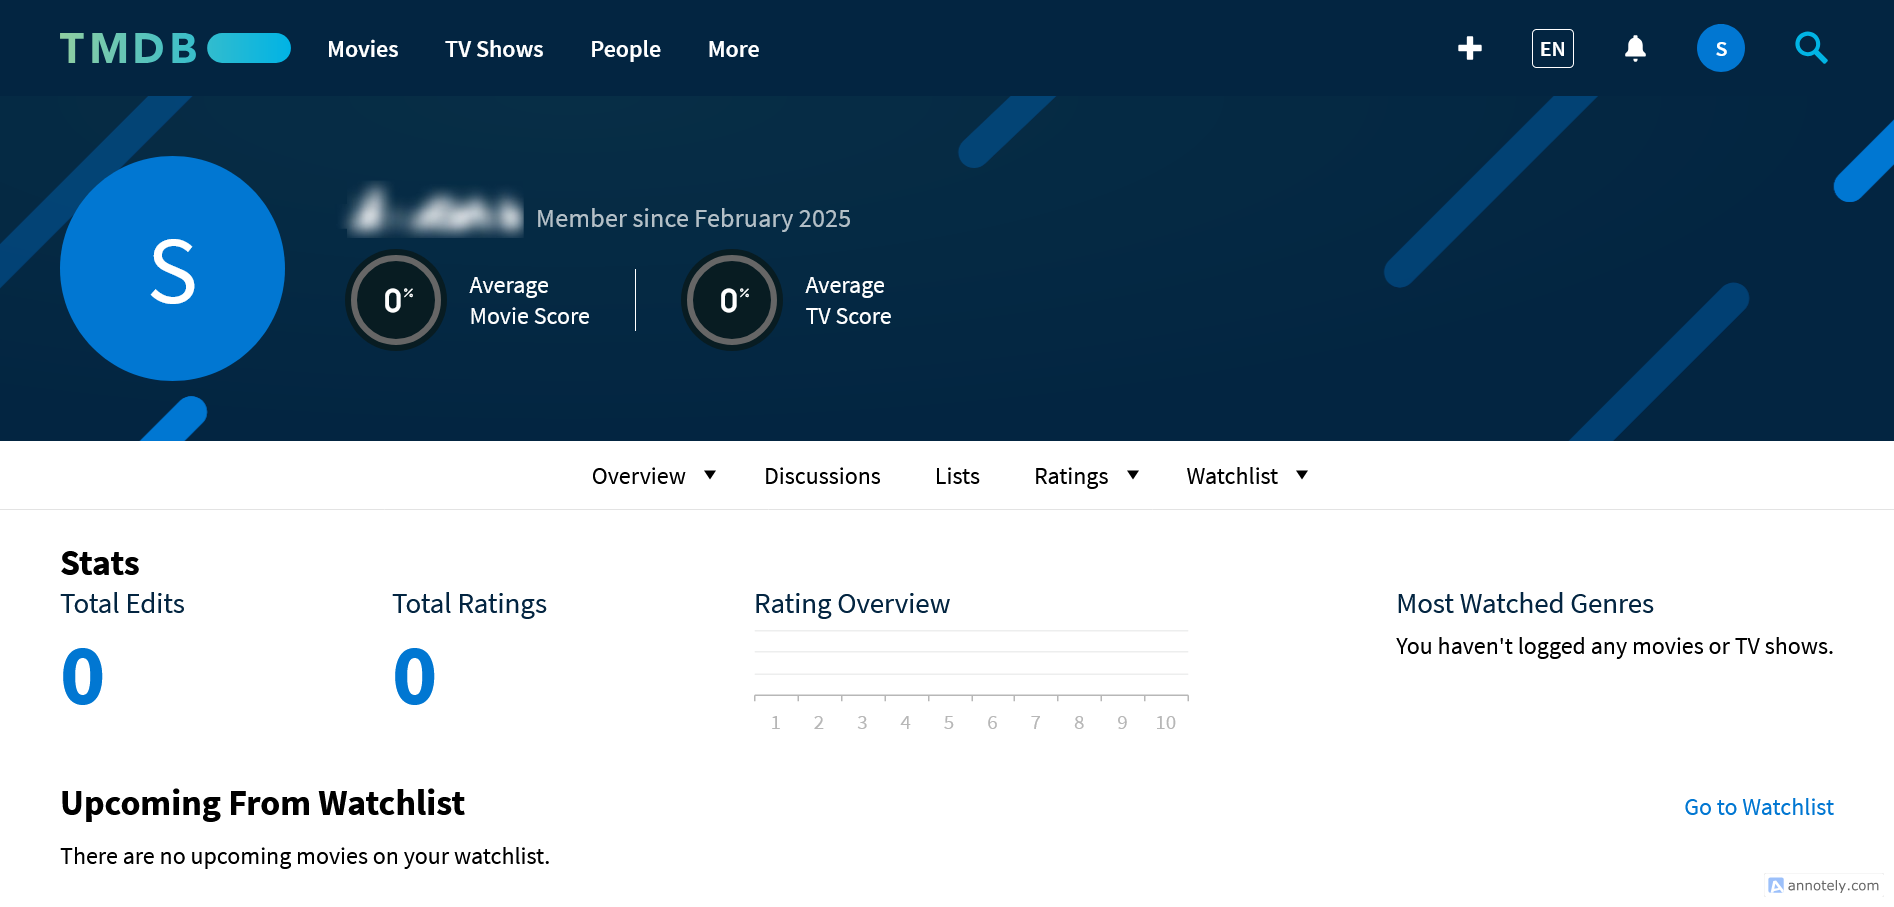 TMDB Movies TV Shows People More EN S
S
Member since February 2025
0% Average Movie Score
0% Average TV Score
Overview Discussions Lists Ratings Watchlist
Stats
Total Edits Total Ratings Rating Overview Most Watched Genres
0 0 You haven't logged any movies or TV shows.
1 2 3 4 5 6 7 8 9 10
Upcoming From Watchlist Go to Watchlist
There are no upcoming movies on your watchlist.
annotely.com